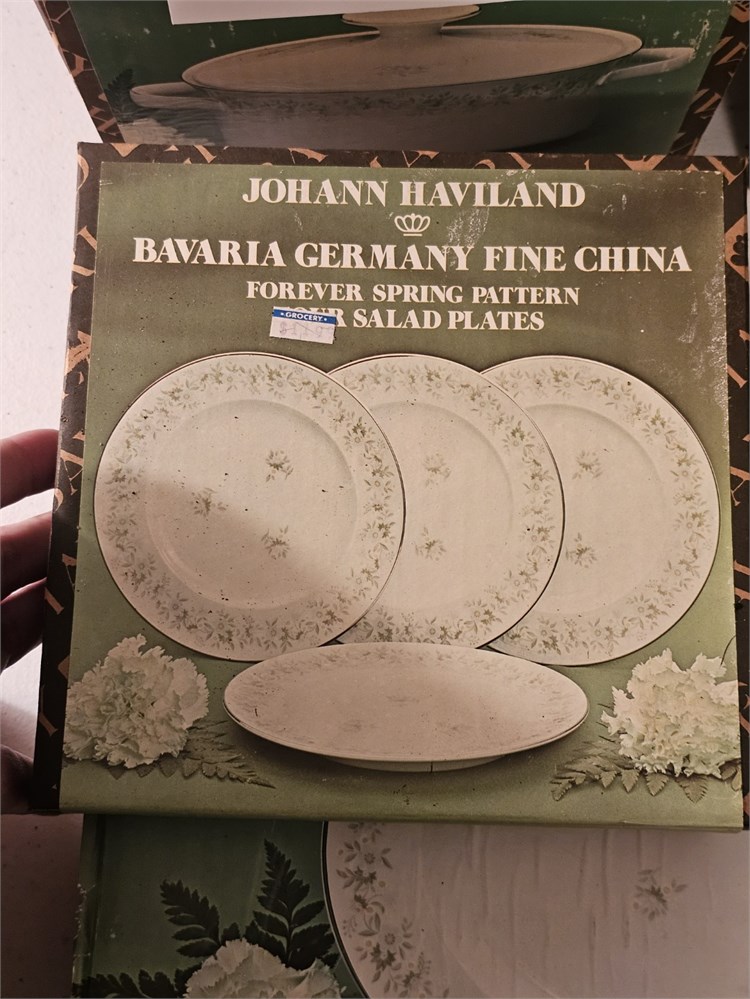 JOHANN HAVILAND
BAVARIA GERMANY FINE CHINA
FOREVER SPRING PATTERN
SALAD PLATES
GROCERY